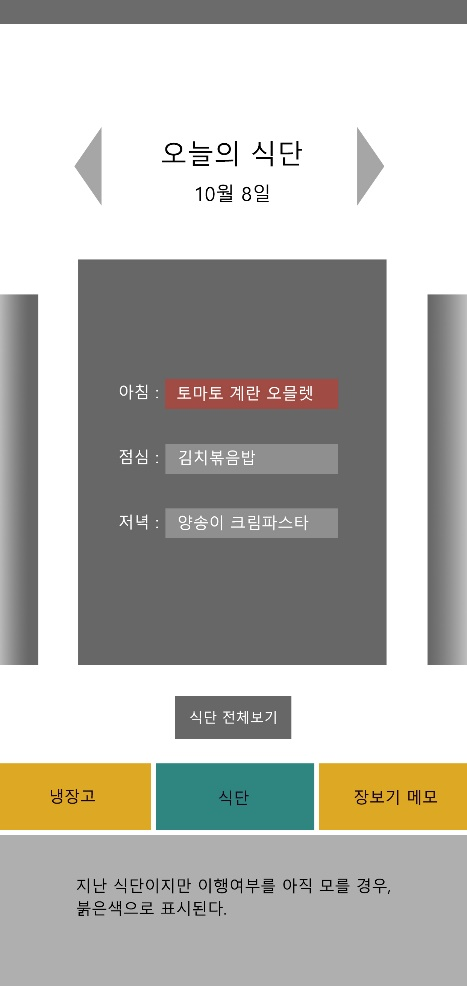 오늘의 식단
10월 8일
아침 : 토마토 계란 오믈렛
점심 : 김치볶음밥
저녁 : 양송이 크림파스타
식단 전체보기
냉장고
식단
장보기 메모
지난 식단이지만 이행여부를 아직 모를 경우,
붉은색으로 표시된다.